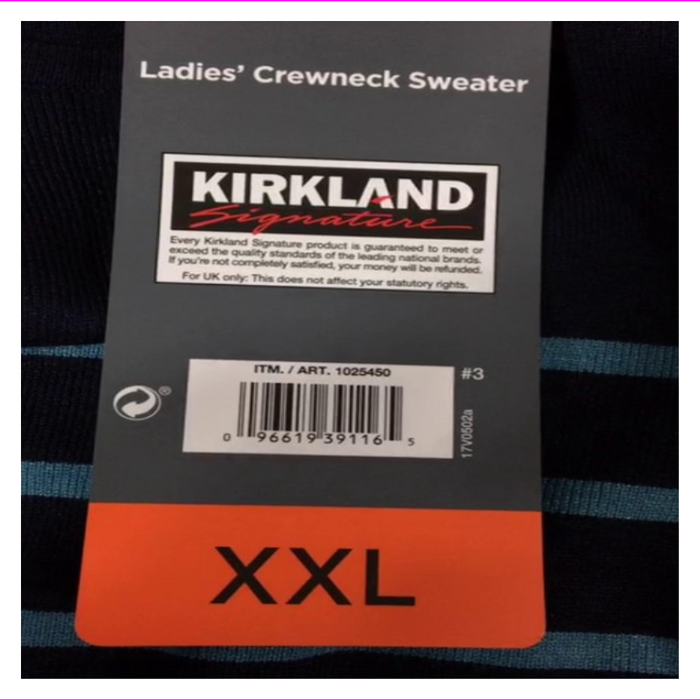 Ladies’ Crewneck Sweater
KIRKLAND
Signature
Every Kirkland Signature product is guaranteed to meet or
exceed the quality standards of the leading national brands.
If you're not completely satisfied, your money will be refunded.
For UK only: This does not affect your statutory rights.
ITM. / ART. 1025450
#3
®
0 96619 39116 5
17V0502a
XXL